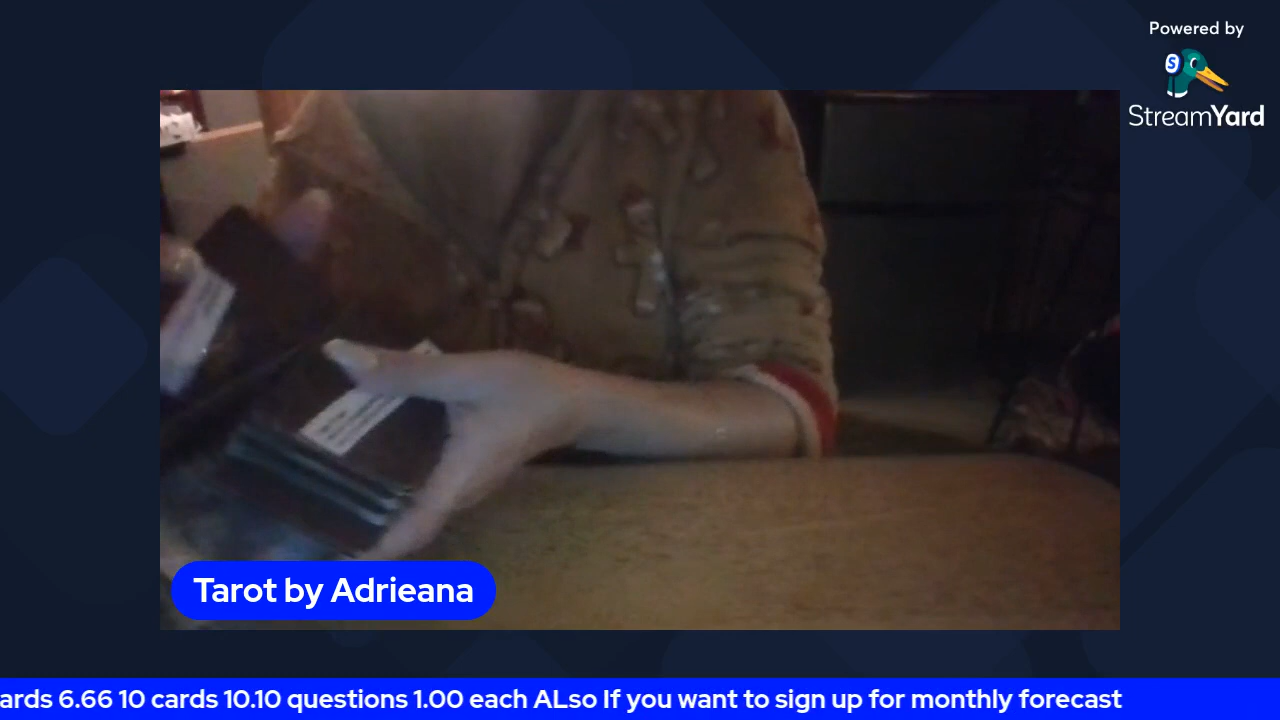 Powered by
S
StreamYard
Tarot by Adrieana
ards 6.66 10 cards 10.10 questions 1.00 each ALso If you want to sign up for monthly forecast